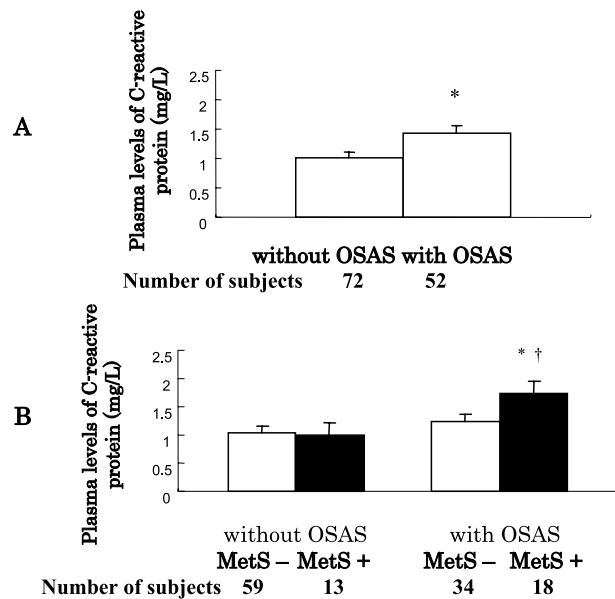 A
Plasma levels of C-reactive
protein (mg/L)
2.5
2
1.5
1
0.5
0
*
without OSAS with OSAS
Number of subjects 72 52
B
Plasma levels of C-reactive
protein (mg/L)
2.5
2
1.5
1
0.5
0
* †
without OSAS with OSAS
MetS – MetS + MetS – MetS +
Number of subjects 59 13 34 18